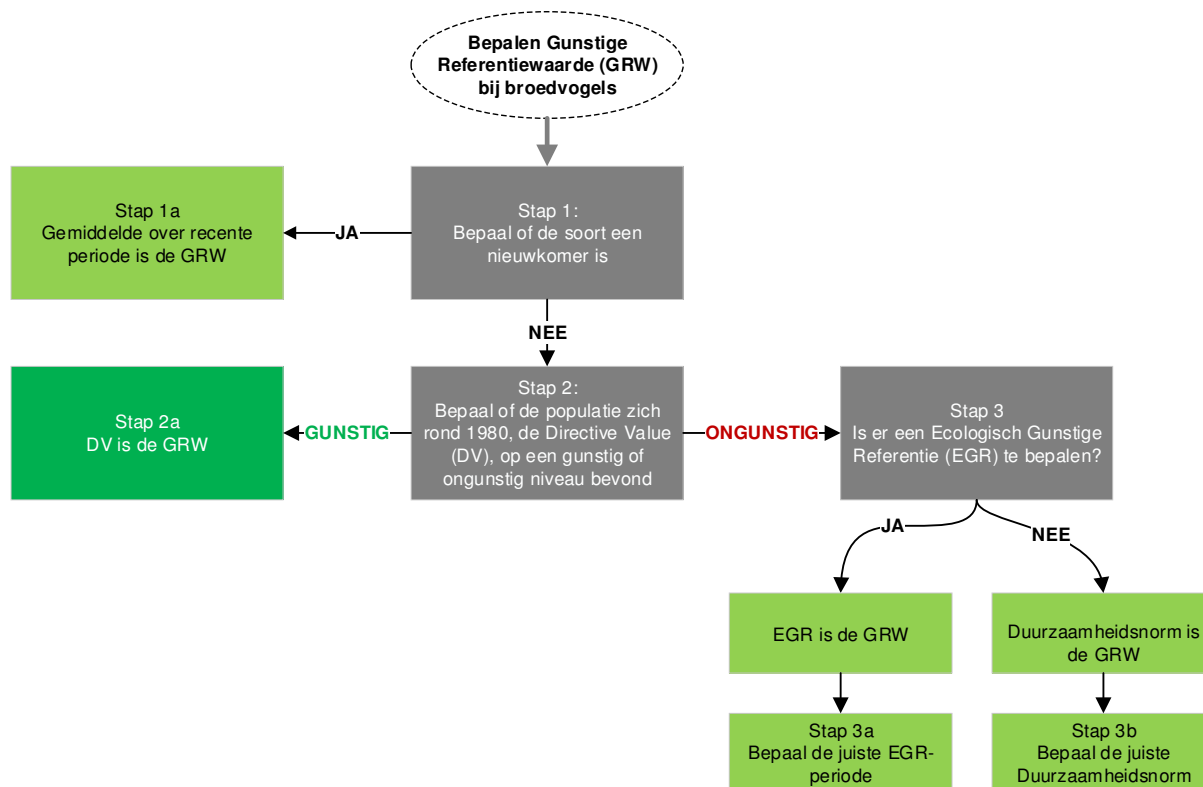 Bepalen Gunstige
Referentiewaarde (GRW)
bij broedvogels
Stap 1a
Gemiddelde over recente
periode is de GRW
JA
Stap 1:
Bepaal of de soort een
nieuwkomer is
NEE
Stap 2a
DV is de GRW
GUNSTIG
Stap 2:
Bepaal of de populatie zich
rond 1980, de Directive Value
(DV), op een gunstig of
ongunstig niveau bevond
ONGUNSTIG
Stap 3
Is er een Ecologisch Gunstige
Referentie (EGR) te bepalen?
JA
NEE
EGR is de GRW
Duurzaamheidsnorm is
de GRW
Stap 3a
Bepaal de juiste EGR-
periode
Stap 3b
Bepaal de juiste
Duurzaamheidsnorm